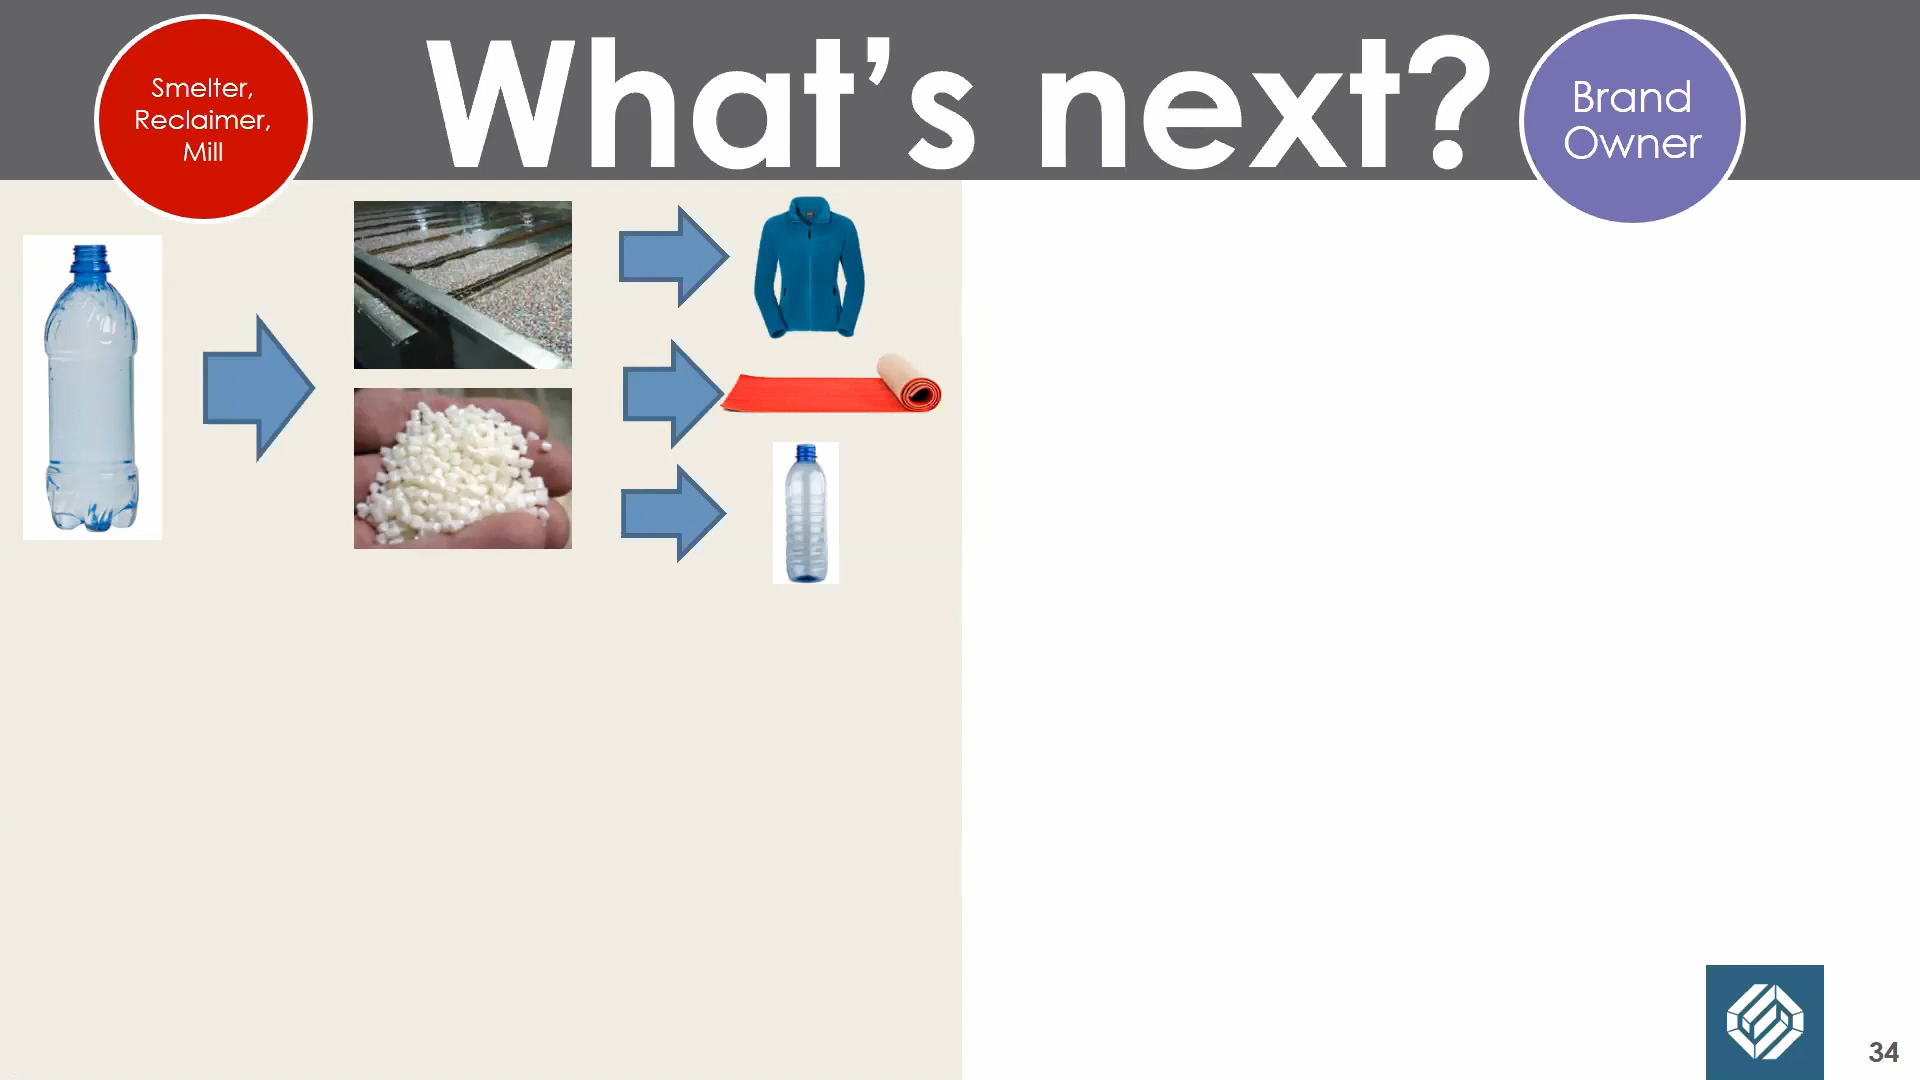 Smelter,
Reclaimer,
Mill
What's next?
Brand
Owner
34